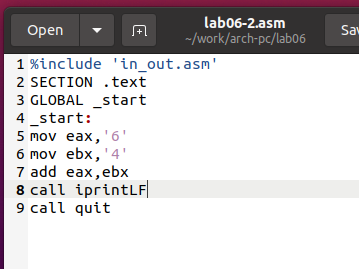 Open
lab06-2.asm
~/work/arch-pc/lab06
1 %include 'in_out.asm'
2 SECTION .text
3 GLOBAL _start
4 _start:
5 mov eax,'6'
6 mov ebx,'4'
7 add eax,ebx
8 call iprintLF
9 call quit